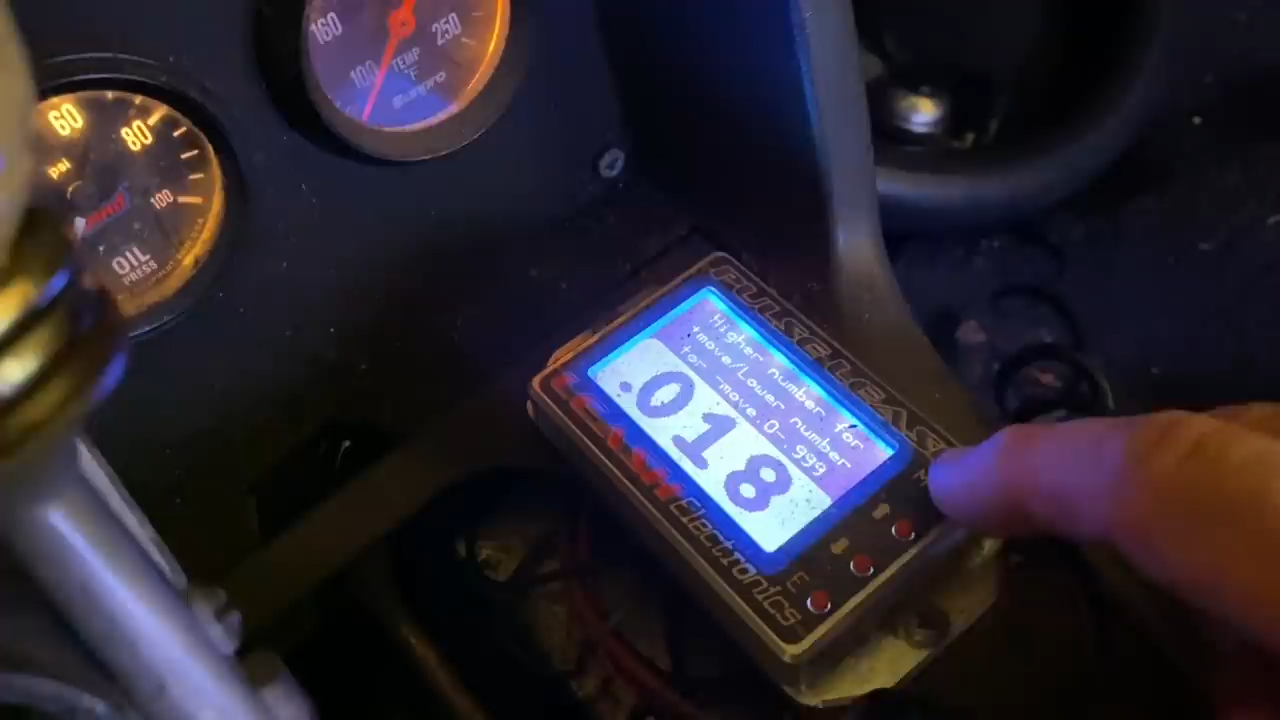 160
250
100
TEMP
°F
sunpro
60
80
psi
100
OIL
PRESS
PULSE LEASH
Higher number for
+move/Lower number
for -move.0-.999
.018
Electronics
M
E